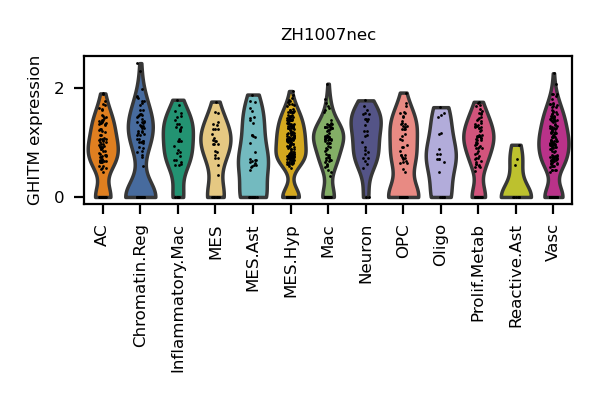 ZH1007nec
GHITM expression
2
0
AC
Chromatin.Reg
Inflammatory.Mac
MES
MES.Ast
MES.Hyp
Mac
Neuron
OPC
Oligo
Prolif.Metab
Reactive.Ast
Vasc